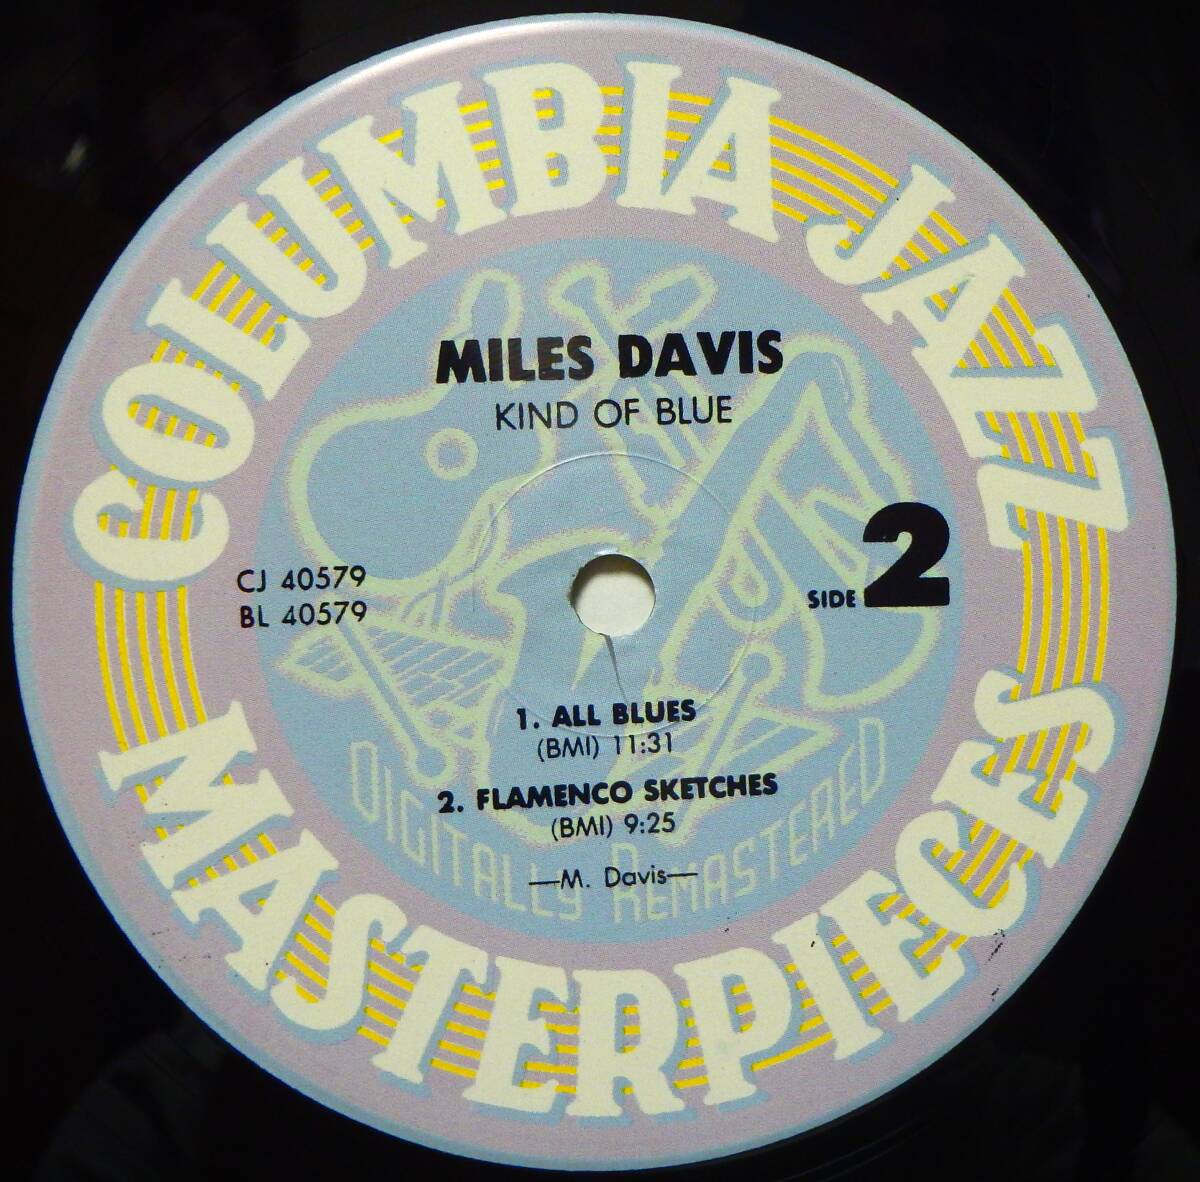 COLUMBIA JAZZ
MILES DAVIS
KIND OF BLUE
CJ 40579
BL 40579
SIDE 2
1. ALL BLUES
(BMI) 11:31
2. FLAMENCO SKETCHES
(BMI) 9:25
—M. Davis—
DIGITALLY REMASTERED
MASTERPIECES